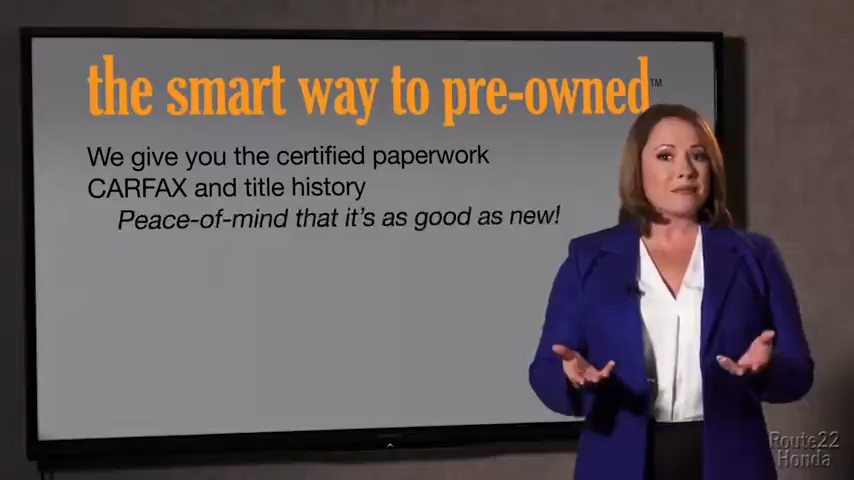 the smart way to pre-owned™
We give you the certified paperwork
CARFAX and title history
Peace-of-mind that it's as good as new!
Route22
Honda